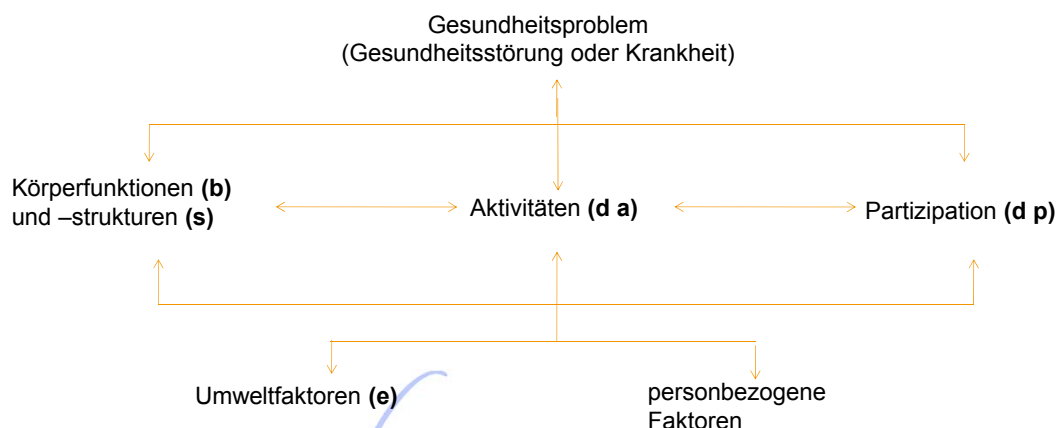 Gesundheitsproblem
(Gesundheitsstörung oder Krankheit)
Körperfunktionen (b)
und –strukturen (s)
Aktivitäten (d a)
Partizipation (d p)
Umweltfaktoren (e)
personbezogene
Faktoren